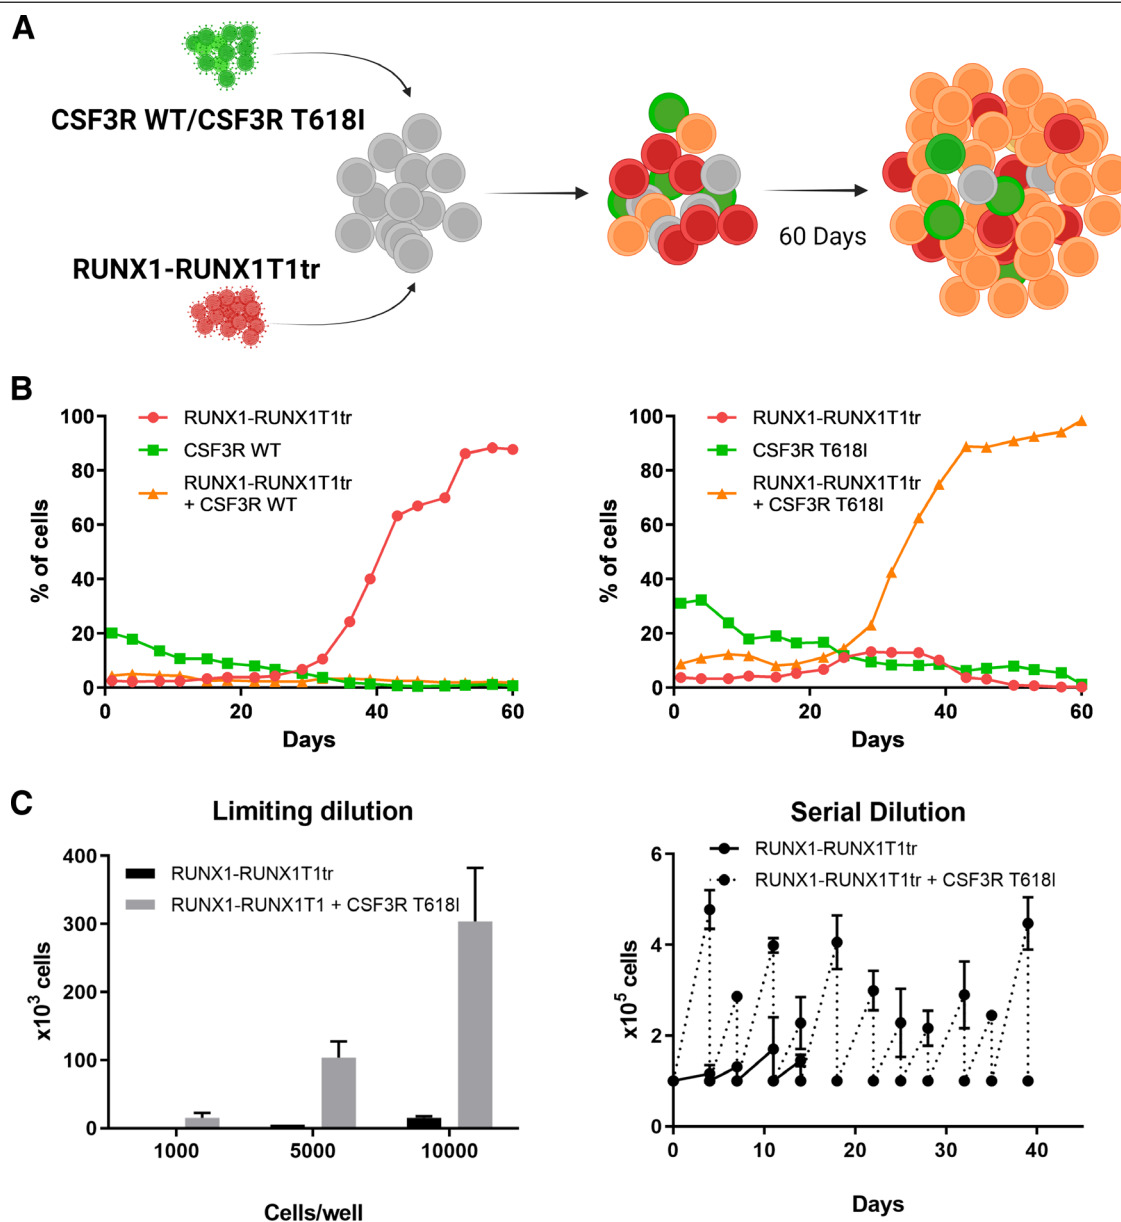 A
CSF3R WT/CSF3R T618I
RUNX1-RUNX1T1tr
60 Days
B
100
80
60
40
20
0
% of cells
RUNX1-RUNX1T1tr
CSF3R WT
RUNX1-RUNX1T1tr
+ CSF3R WT
0 20 40 60
Days
100
80
60
40
20
0
% of cells
RUNX1-RUNX1T1tr
CSF3R T618I
RUNX1-RUNX1T1tr
+ CSF3R T618I
0 20 40 60
Days
C
Limiting dilution
400
300
200
100
0
x10³ cells
RUNX1-RUNX1T1tr
RUNX1-RUNX1T1 + CSF3R T618I
1000 5000 10000
Cells/well
Serial Dilution
6
4
2
0
x10⁵ cells
RUNX1-RUNX1T1tr
RUNX1-RUNX1T1tr + CSF3R T618I
0 10 20 30 40
Days